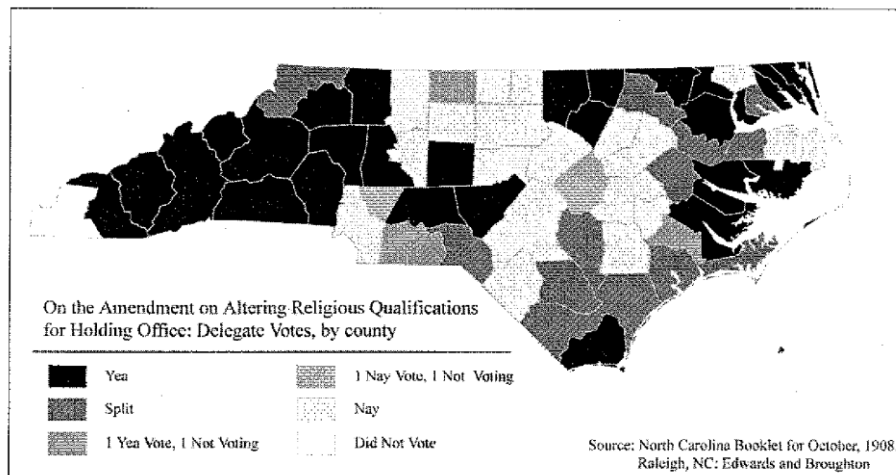 On the Amendment on Altering Religious Qualifications
for Holding Office: Delegate Votes, by county
Yea
Split
1 Yea Vote, 1 Not Voting
1 Nay Vote, 1 Not Voting
Nay
Did Not Vote
Source: North Carolina Booklet for October, 1908
Raleigh, NC: Edwards and Broughton